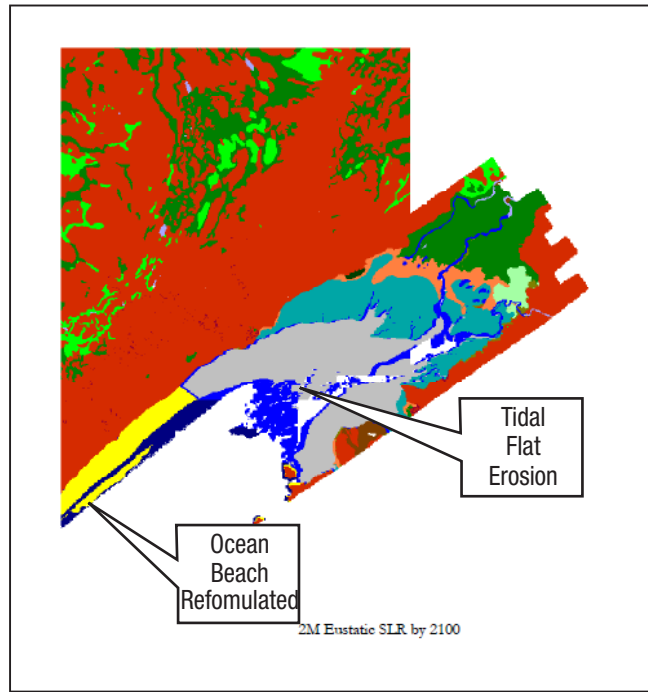 Tidal
Flat
Erosion
Ocean
Beach
Refomulated
2M Eustatic SLR by 2100